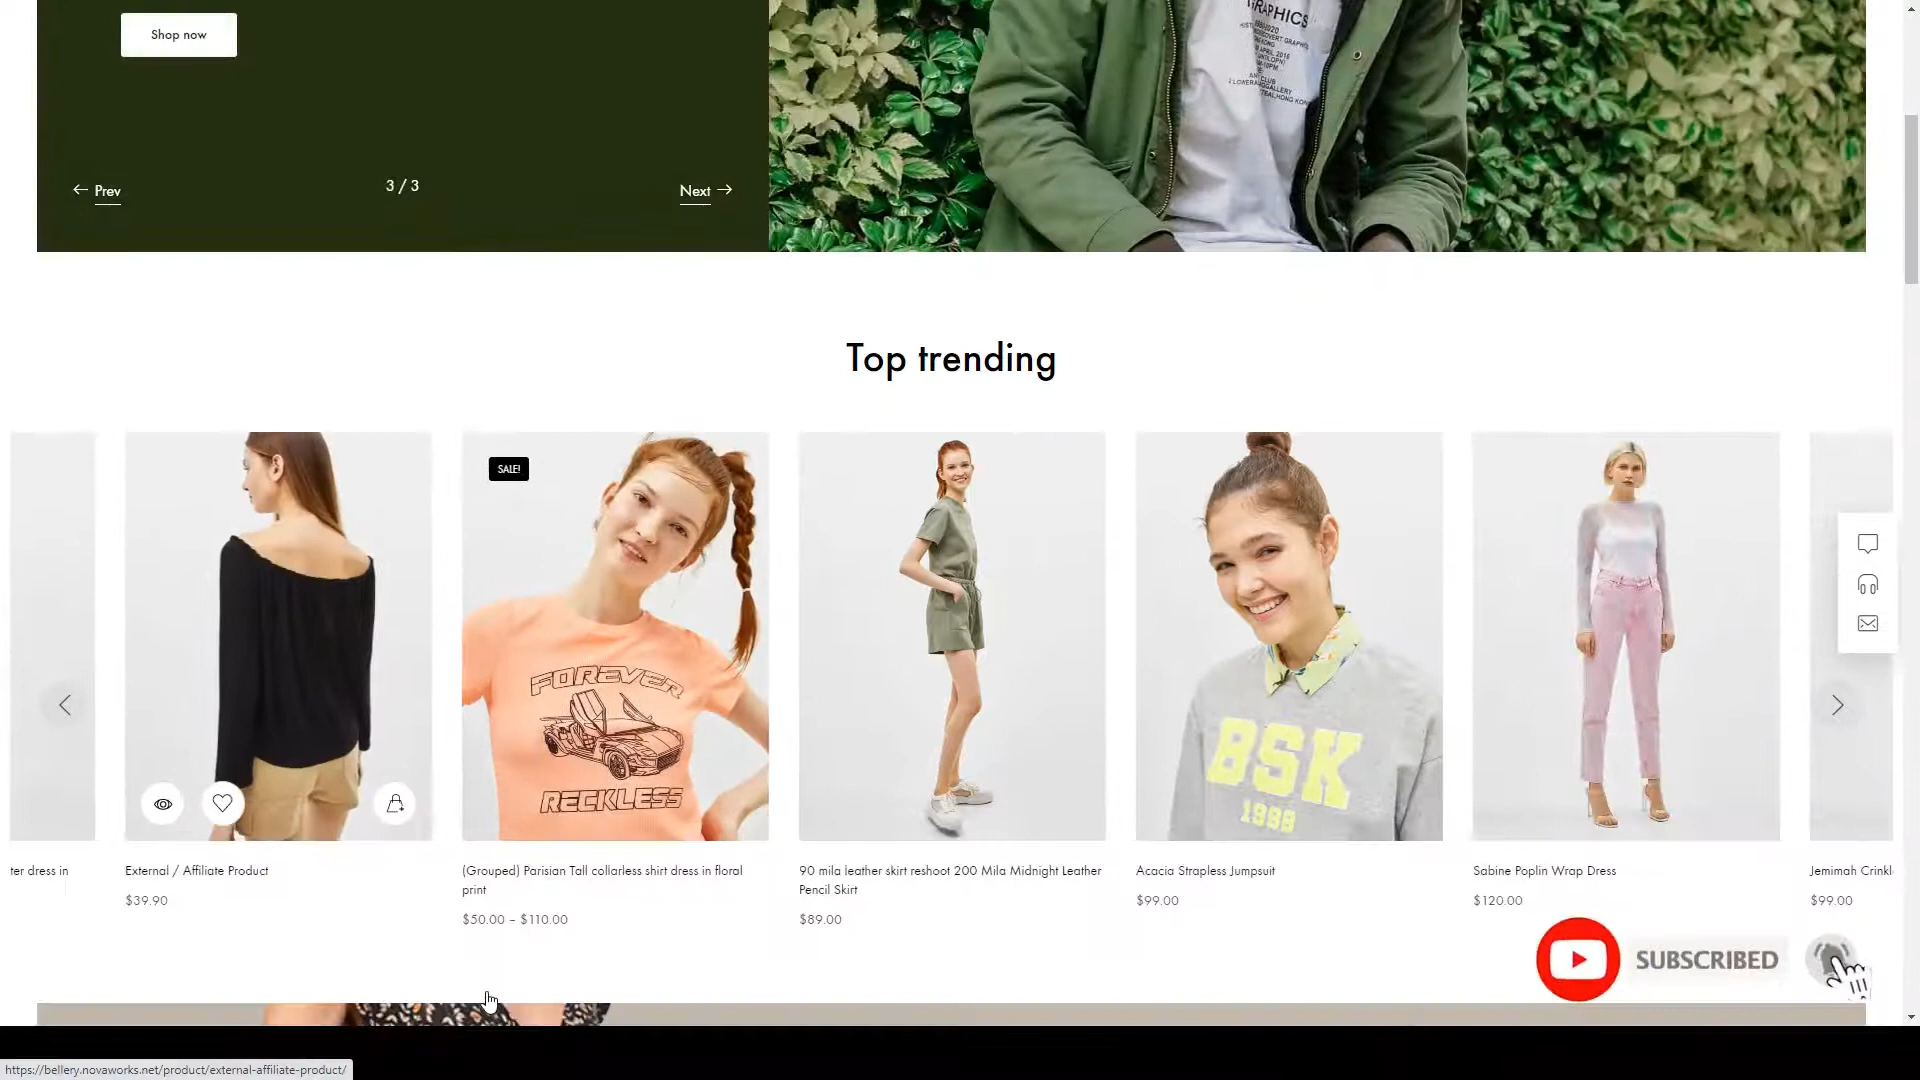 Shop now
GRAPHICS
Prev
3 / 3
Next
Top trending
SALE!
FOREVER
RECKLESS
BSK
1989
ter dress in
External / Affiliate Product
$39.90
(Grouped) Parisian Tall collarless shirt dress in floral
print
$50.00 – $110.00
90 mila leather skirt reshoot 200 Mila Midnight Leather
Pencil Skirt
$89.00
Acacia Strapless Jumpsuit
$99.00
Sabine Poplin Wrap Dress
$120.00
Jemimah Crinkl
$99.00
SUBSCRIBED
https://bellery.novaworks.net/product/external-affiliate-product/